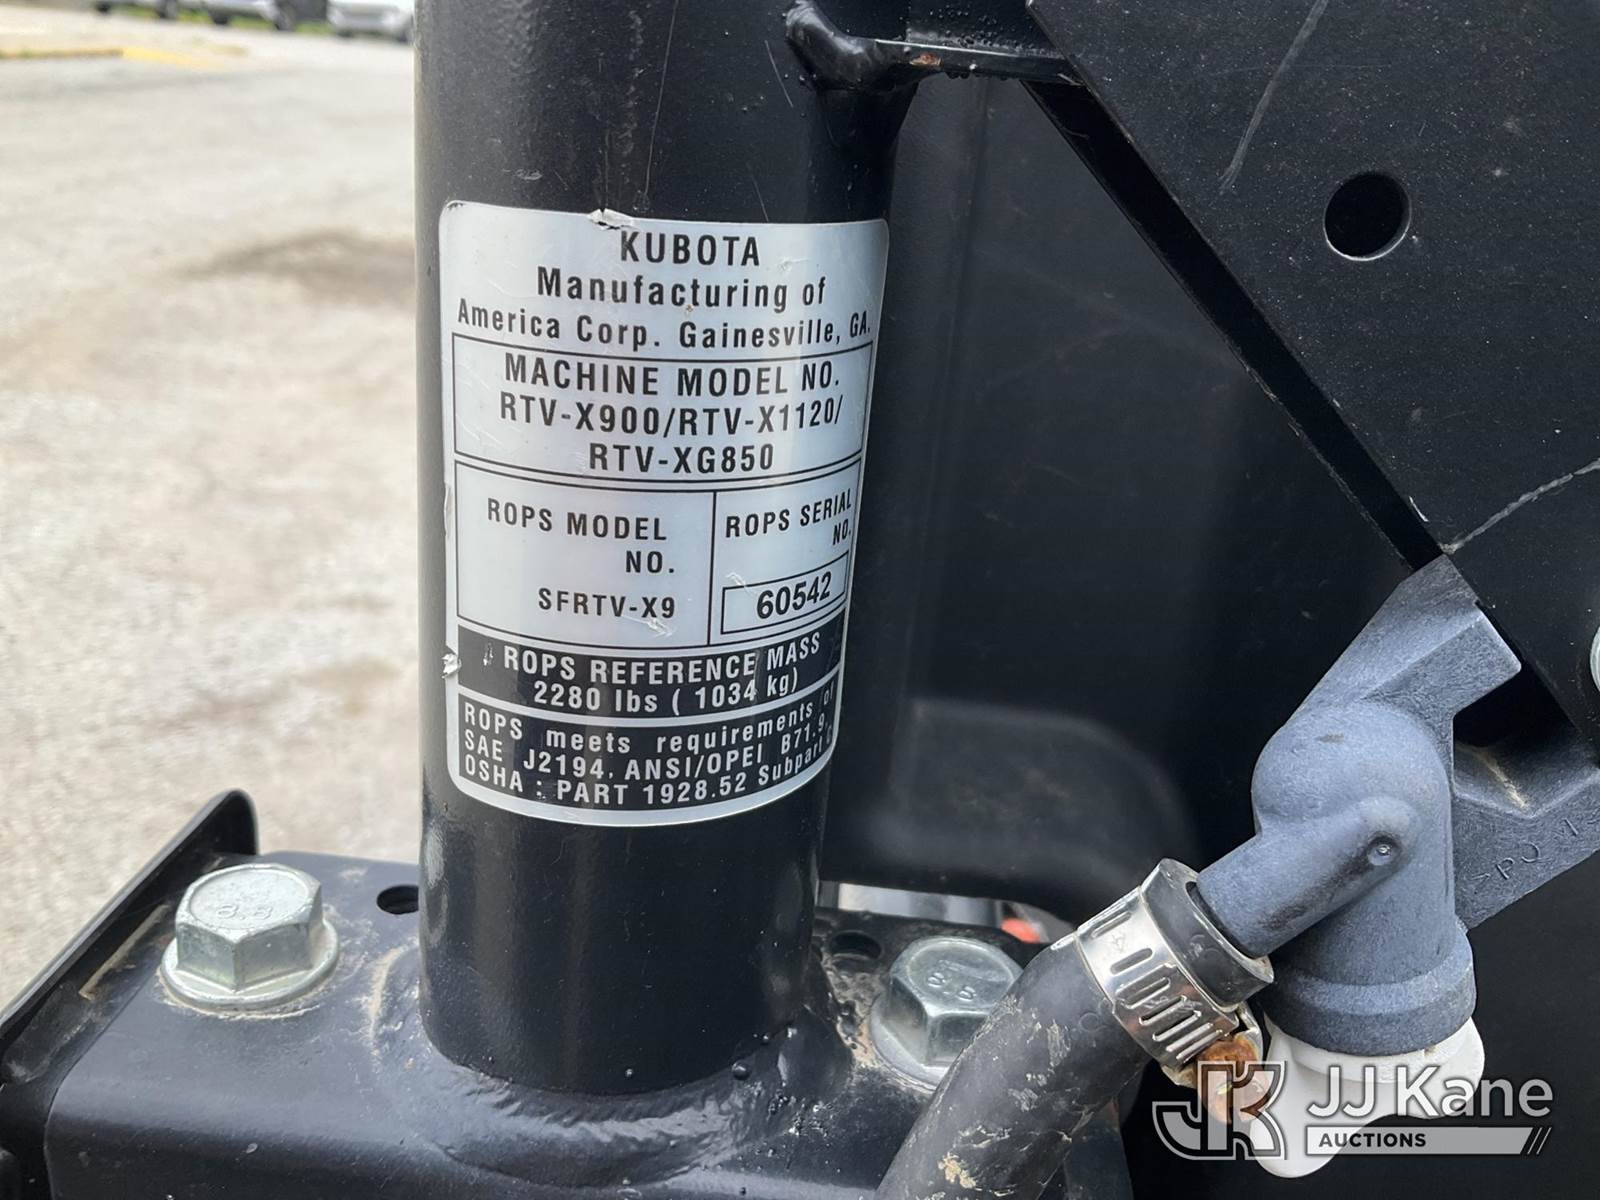 KUBOTA
Manufacturing of
America Corp. Gainesville, GA.
MACHINE MODEL NO.
RTV-X900/RTV-X1120/
RTV-XG850
ROPS MODEL
NO.
SFRTV-X9
ROPS SERIAL
NO.
60542
ROPS REFERENCE MASS
2280 lbs ( 1034 kg)
ROPS meets requirements of
SAE J2194, ANSI/OPEI B71.9,
OSHA : PART 1928.52 Subpart
8.8
8.8
JJ Kane
AUCTIONS